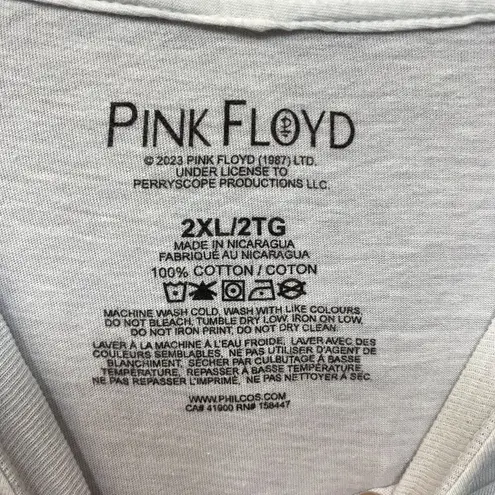 PINK FLOYD
© 2023 PINK FLOYD (1987) LTD.
UNDER LICENSE TO
PERRYSCOPE PRODUCTIONS LLC.
2XL/2TG
MADE IN NICARAGUA
FABRIQUÉ AU NICARAGUA
100% COTTON / COTON
MACHINE WASH COLD, WASH WITH LIKE COLOURS,
DO NOT BLEACH, TUMBLE DRY LOW, IRON ON LOW,
DO NOT IRON PRINT, DO NOT DRY CLEAN.
LAVER À LA MACHINE À L'EAU FROIDE, LAVER AVEC DES
COULEURS SEMBLABLES, NE PAS UTILISER D'AGENT DE
BLANCHIMENT, SÉCHER PAR CULBUTAGE À BASSE
TEMPÉRATURE, REPASSER À BASSE TEMPÉRATURE,
NE PAS REPASSER L'IMPRIMÉ, NE PAS NETTOYER À SEC.
WWW.PHILCOS.COM
CA# 41900 RN# 158447